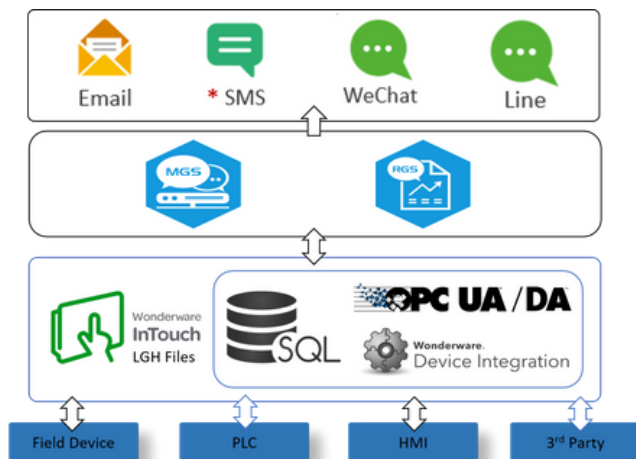 Email
* SMS
WeChat
Line
MGS
RGS
Wonderware
InTouch
LGH Files
SQL
OPC UA/DA
Wonderware.
Device Integration
Field Device
PLC
HMI
3rd Party